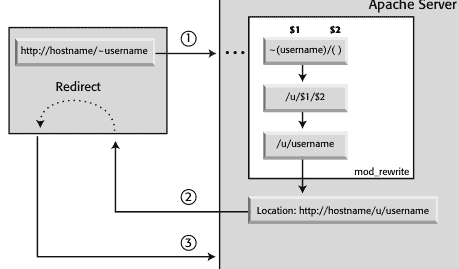 Apache Server
$1 $2
①
http://hostname/~username
~(username)/( )
Redirect
/u/$1/$2
/u/username
mod_rewrite
②
Location: http://hostname/u/username
③